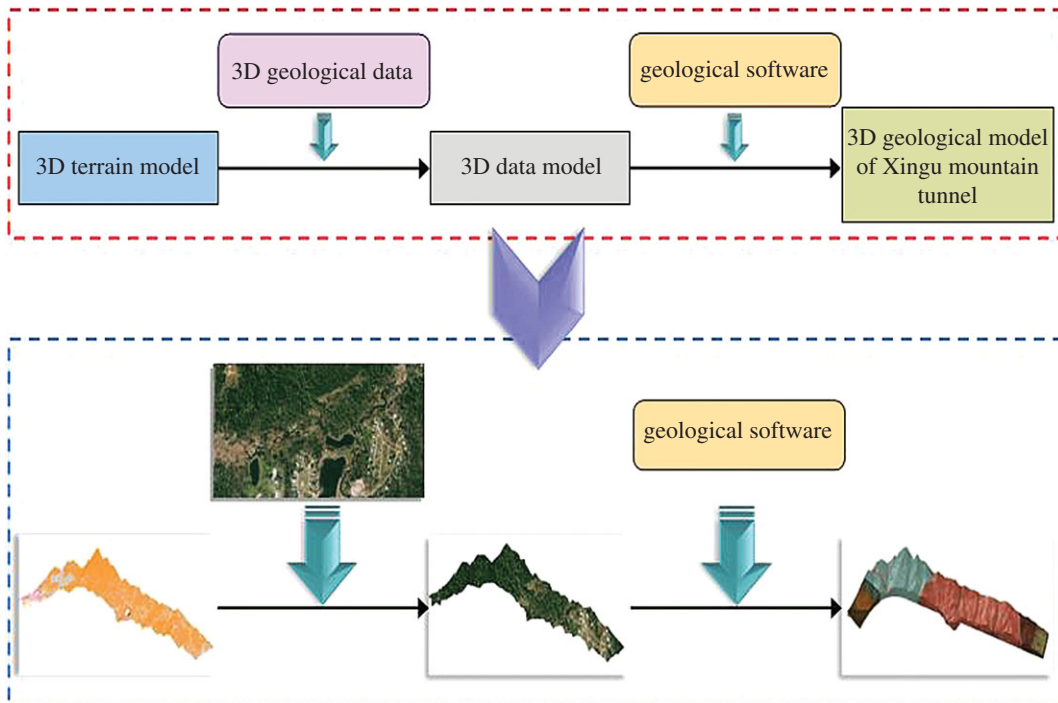 3D geological data
geological software
3D terrain model
3D data model
3D geological model
of Xingu mountain
tunnel
geological software